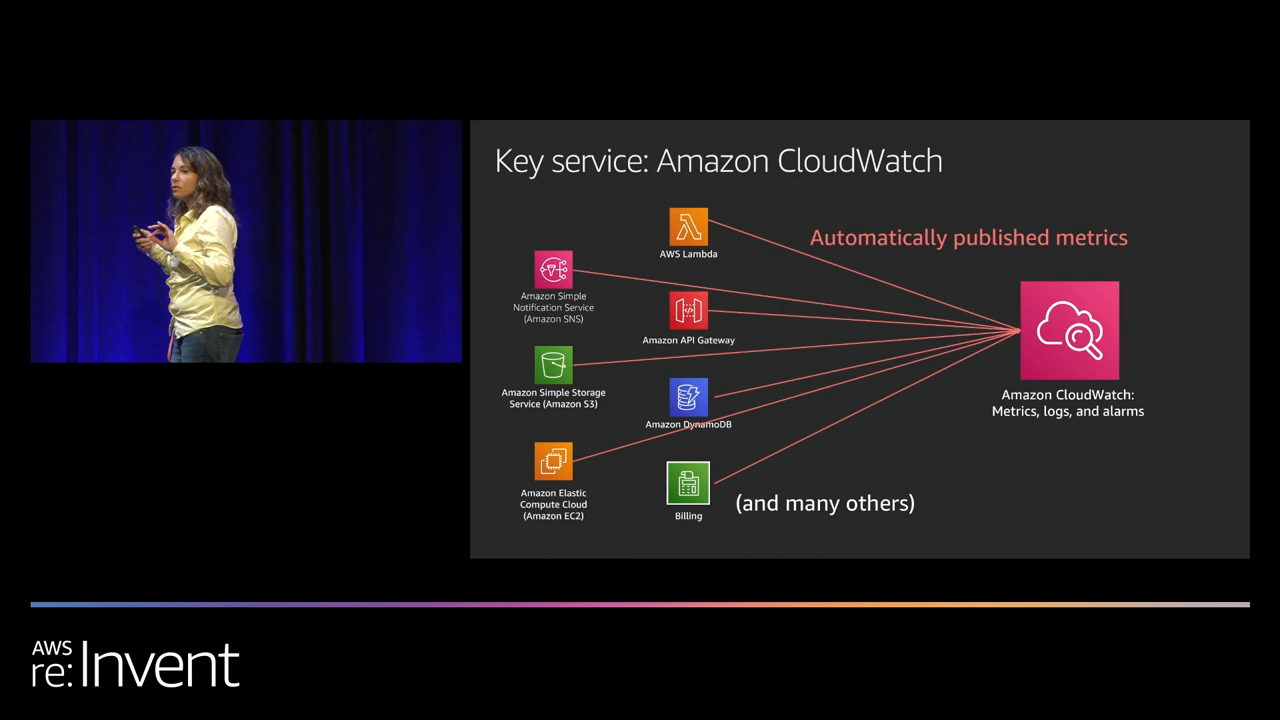 Key service: Amazon CloudWatch
AWS Lambda
Automatically published metrics
Amazon Simple
Notification Service
(Amazon SNS)
Amazon API Gateway
Amazon Simple Storage
Service (Amazon S3)
Amazon DynamoDB
Amazon CloudWatch:
Metrics, logs, and alarms
Amazon Elastic
Compute Cloud
(Amazon EC2)
Billing
(and many others)
AWS
re:Invent